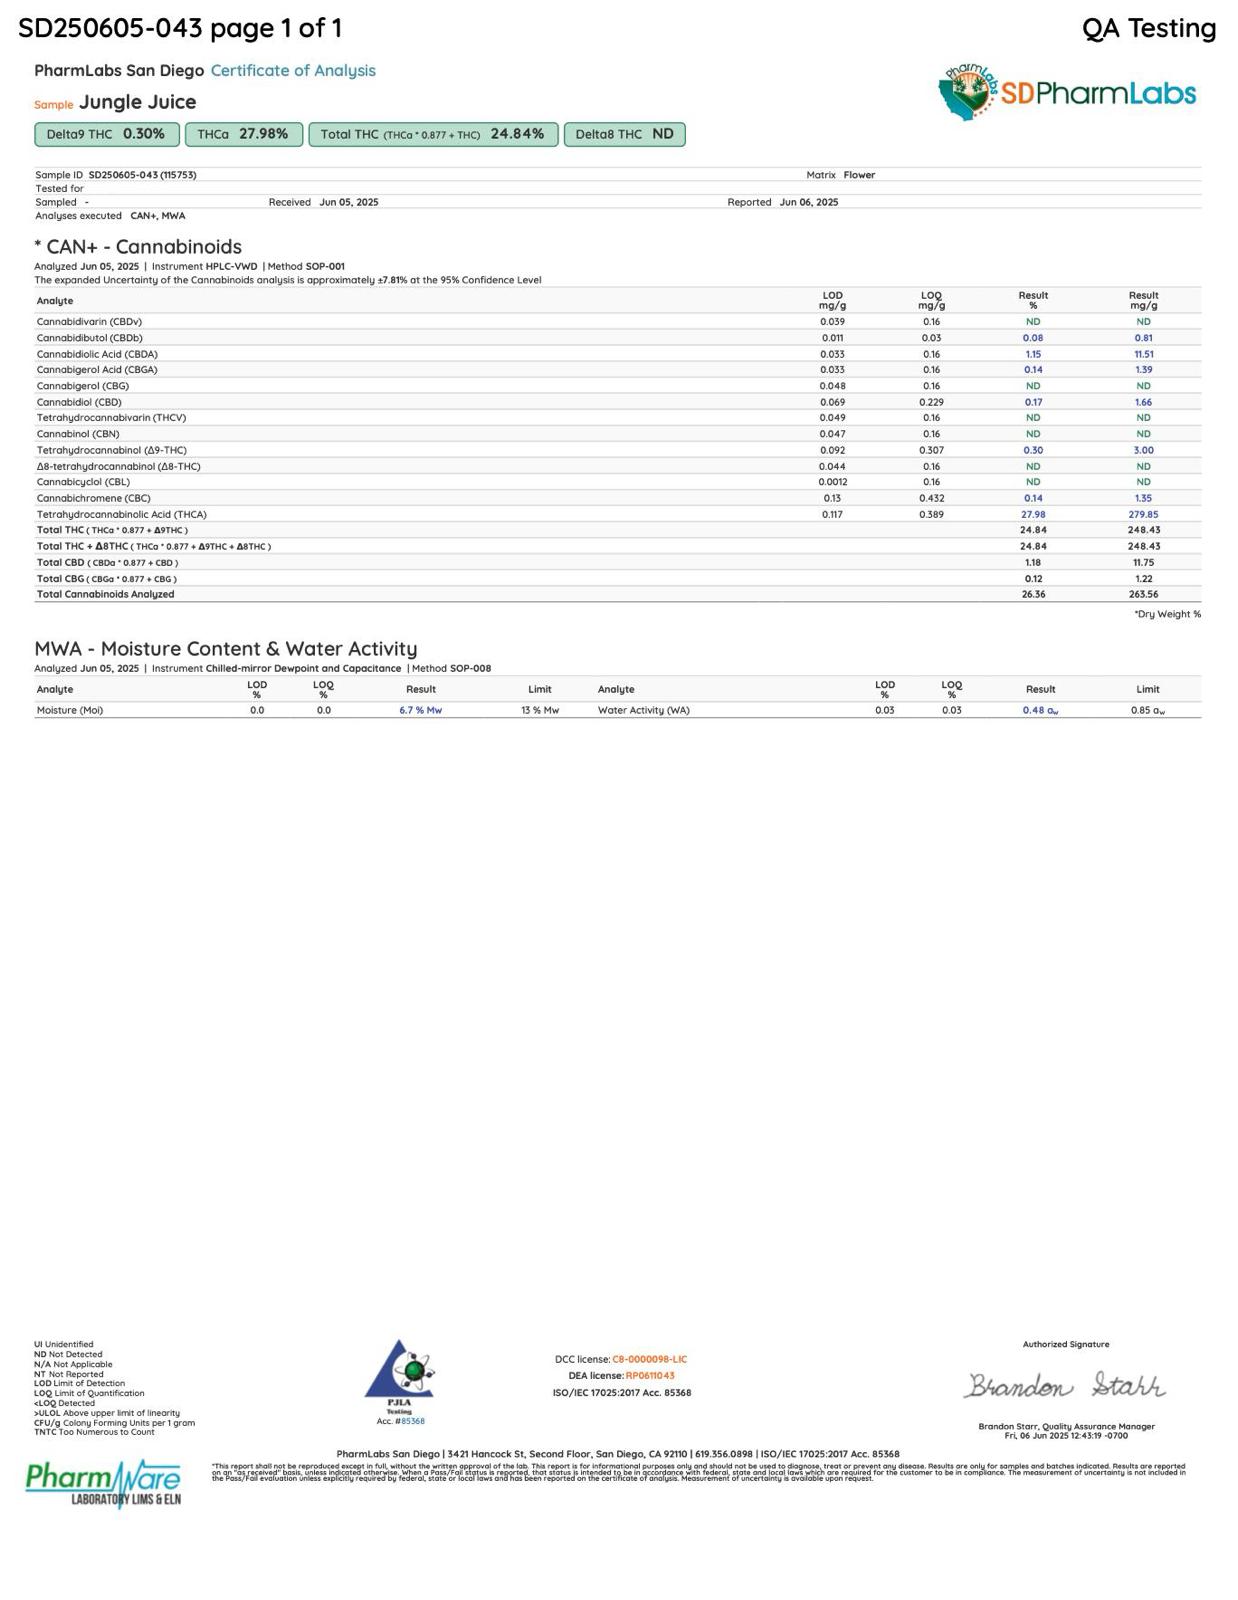 SD250605-043 page 1 of 1 QA Testing
PharmLabs San Diego Certificate of Analysis
PharmLabs
SDPharmLabs
Sample Jungle Juice
Delta9 THC 0.30% THCa 27.98% Total THC (THCa * 0.877 + THC) 24.84% Delta8 THC ND
Sample ID SD250605-043 (115753) Matrix Flower
Tested for
Sampled - Received Jun 05, 2025 Reported Jun 06, 2025
Analyses executed CAN+, MWA
* CAN+ - Cannabinoids
Analyzed Jun 05, 2025 | Instrument HPLC-VWD | Method SOP-001
The expanded Uncertainty of the Cannabinoids analysis is approximately ±7.81% at the 95% Confidence Level
Analyte LOD mg/g LOQ mg/g Result % Result mg/g
Cannabidivarin (CBDv) 0.039 0.16 ND ND
Cannabidibutol (CBDb) 0.011 0.03 0.08 0.81
Cannabidiolic Acid (CBDA) 0.033 0.16 1.15 11.51
Cannabigerol Acid (CBGA) 0.033 0.16 0.14 1.39
Cannabigerol (CBG) 0.048 0.16 ND ND
Cannabidiol (CBD) 0.069 0.229 0.17 1.66
Tetrahydrocannabivarin (THCV) 0.049 0.16 ND ND
Cannabinol (CBN) 0.047 0.16 ND ND
Tetrahydrocannabinol (Δ9-THC) 0.092 0.307 0.30 3.00
Δ8-tetrahydrocannabinol (Δ8-THC) 0.044 0.16 ND ND
Cannabicyclol (CBL) 0.0012 0.16 ND ND
Cannabichromene (CBC) 0.13 0.432 0.14 1.35
Tetrahydrocannabinolic Acid (THCA) 0.117 0.389 27.98 279.85
Total THC ( THCa * 0.877 + Δ9THC ) 24.84 248.43
Total THC + Δ8THC ( THCa * 0.877 + Δ9THC + Δ8THC ) 24.84 248.43
Total CBD ( CBDa * 0.877 + CBD ) 1.18 11.75
Total CBG ( CBGa * 0.877 + CBG ) 0.12 1.22
Total Cannabinoids Analyzed 26.36 263.56
*Dry Weight %
MWA - Moisture Content & Water Activity
Analyzed Jun 05, 2025 | Instrument Chilled-mirror Dewpoint and Capacitance | Method SOP-008
Analyte LOD % LOQ % Result Limit Analyte LOD % LOQ % Result Limit
Moisture (Moi) 0.0 0.0 6.7 % Mw 13 % Mw Water Activity (WA) 0.03 0.03 0.48 aw 0.85 aw
UI Unidentified
ND Not Detected
N/A Not Applicable
NT Not Reported
LOD Limit of Detection
LOQ Limit of Quantification
<LOQ Detected
>ULOL Above upper limit of linearity
CFU/g Colony Forming Units per 1 gram
TNTC Too Numerous to Count
PJLA
Testing
Acc. #85368
DCC license: C8-0000098-LIC
DEA license: RP0611043
ISO/IEC 17025:2017 Acc. 85368
Authorized Signature
Brandon Starr
Brandon Starr, Quality Assurance Manager
Fri, 06 Jun 2025 12:43:19 -0700
PharmLabs San Diego | 3421 Hancock St, Second Floor, San Diego, CA 92110 | 619.356.0898 | ISO/IEC 17025:2017 Acc. 85368
PharmWare
LABORATORY LIMS & ELN
"This report shall not be reproduced except in full, without the written approval of the lab. This report is for informational purposes only and should not be used to diagnose, treat or prevent any disease. Results are only for samples and batches indicated. Results are reported
on an "as received" basis, unless indicated otherwise. When a Pass/Fail status is reported, that status is intended to be in accordance with federal, state and local laws which are required for the customer to be in compliance. The measurement of uncertainty is not included in
the Pass/Fail evaluation unless explicitly required by federal, state or local laws and has been reported on the certificate of analysis. Measurement of uncertainty is available upon request.